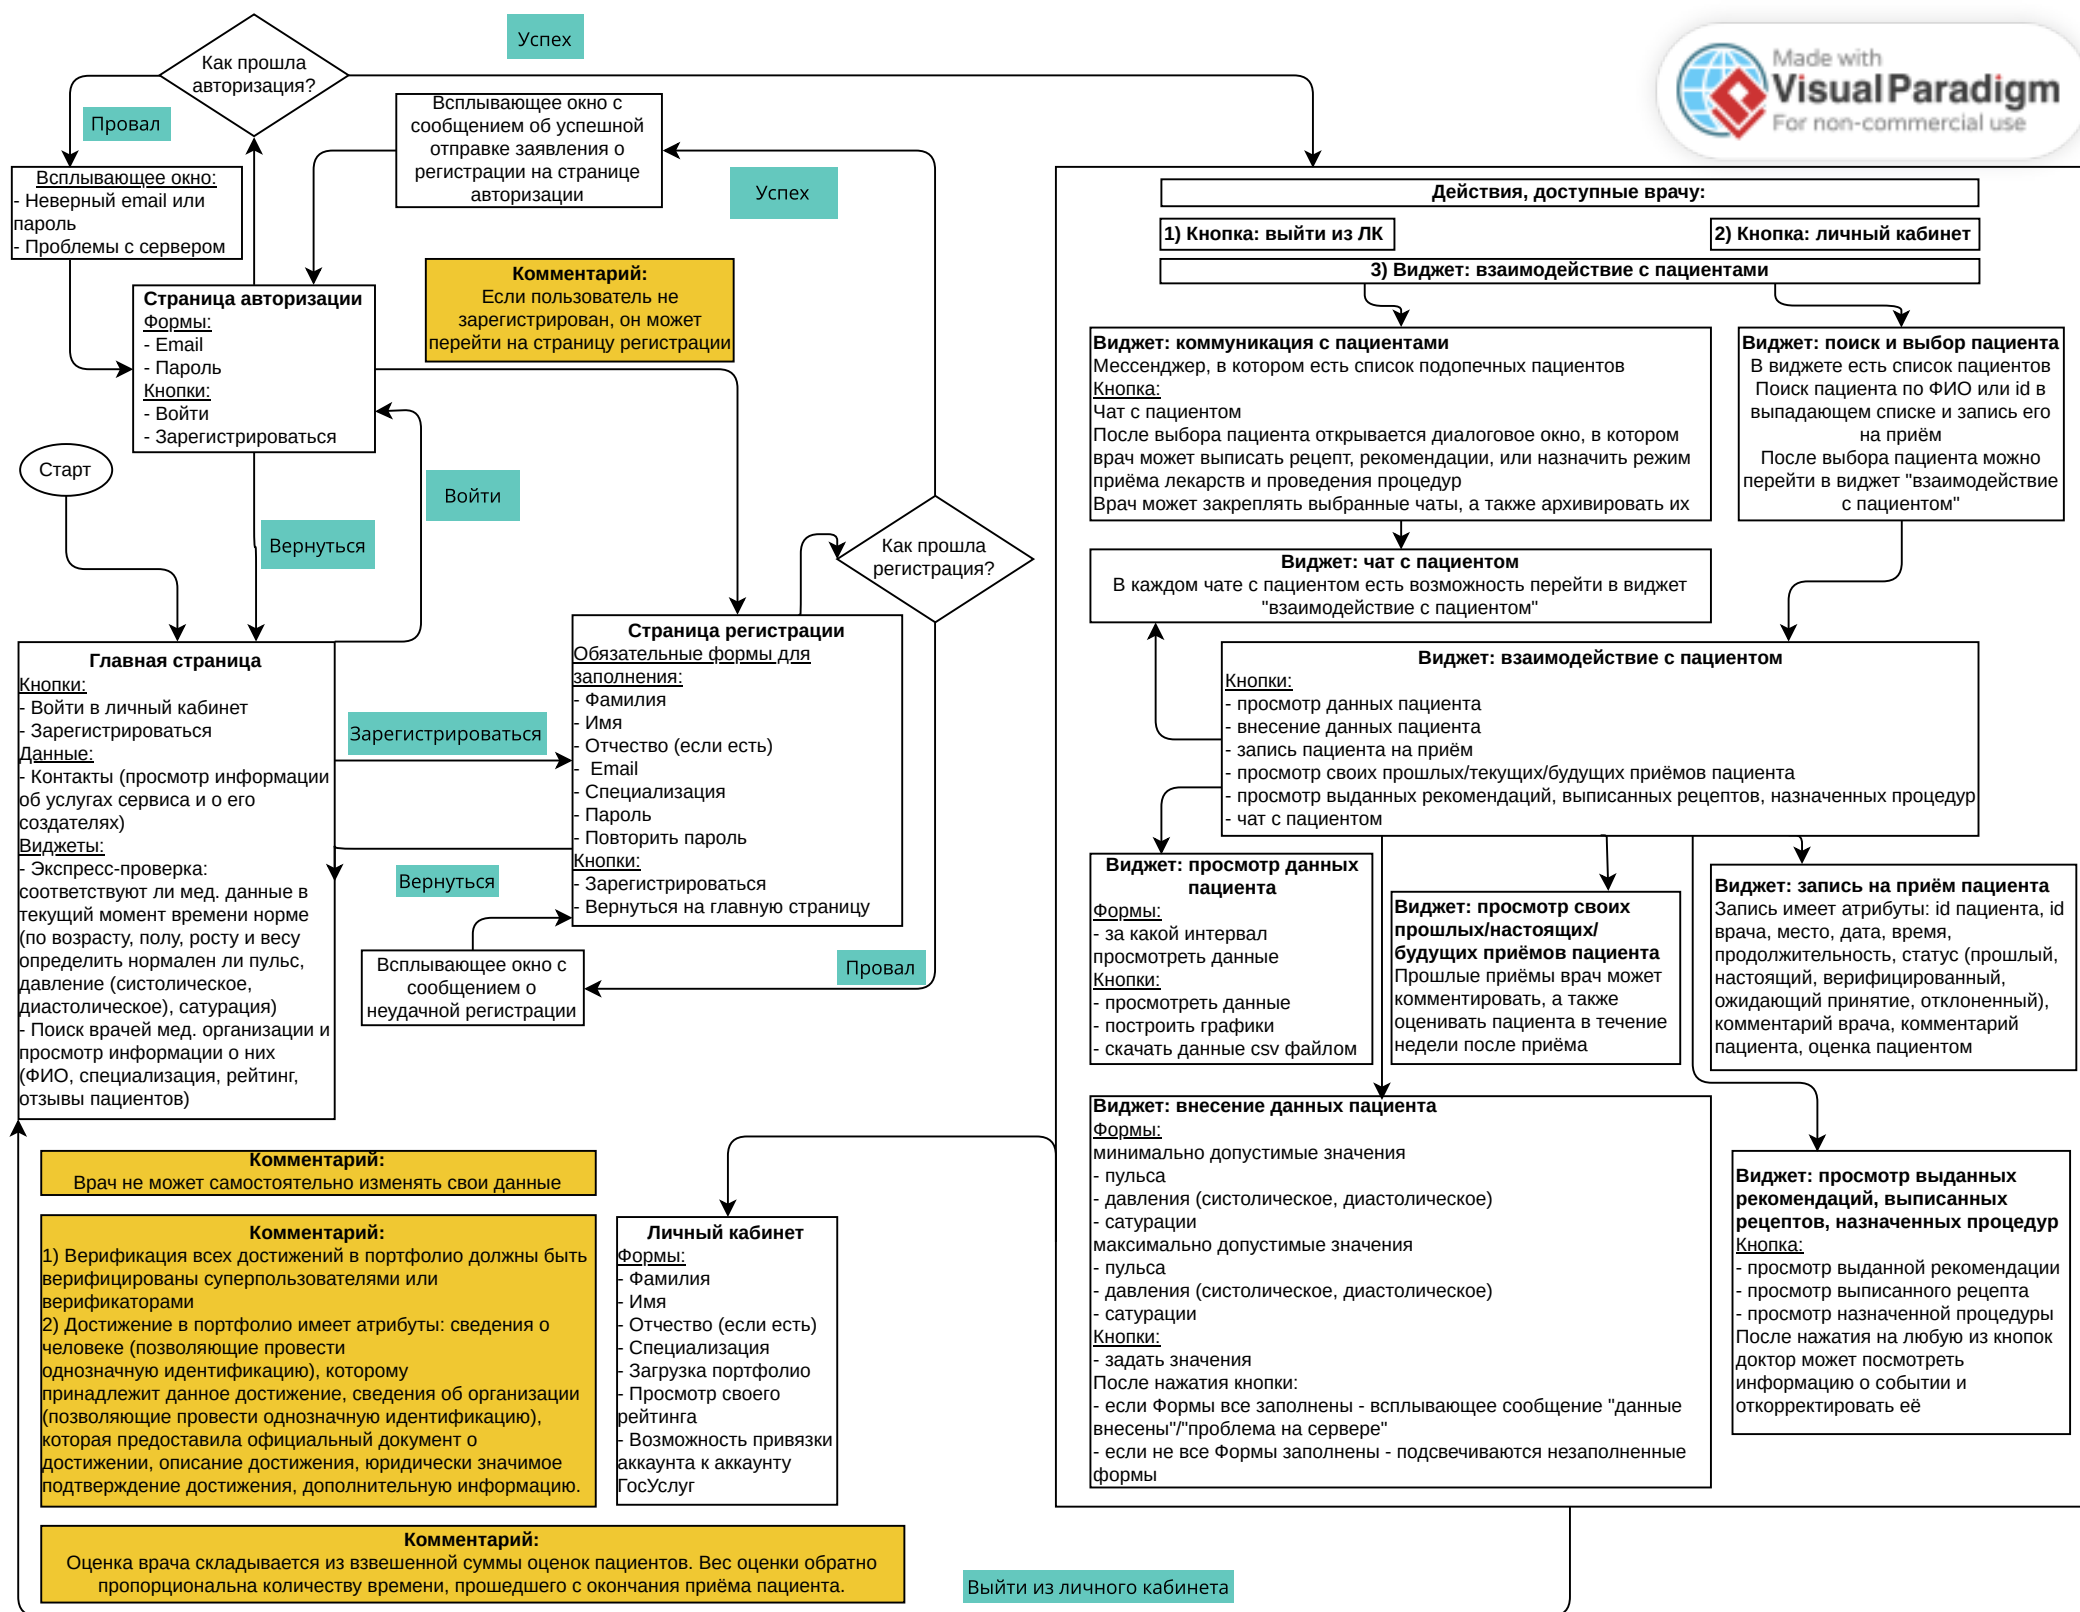 Успех
Как прошла
авторизация?
Провал
Made with
Visual Paradigm
For non-commercial use
Всплывающее окно с
сообщением об успешной
отправке заявления о
регистрации на странице
авторизации
Успех
Всплывающее окно:
- Неверный email или
пароль
- Проблемы с сервером
Комментарий:
Если пользователь не
зарегистрирован, он может
перейти на страницу регистрации
Страница авторизации
Формы:
- Email
- Пароль
Кнопки:
- Войти
- Зарегистрироваться
Старт
Вернуться
Войти
Как прошла
регистрация?
Главная страница
Кнопки:
- Войти в личный кабинет
- Зарегистрироваться
Данные:
- Контакты (просмотр информации
об услугах сервиса и о его
создателях)
Виджеты:
- Экспресс-проверка:
соответствуют ли мед. данные в
текущий момент времени норме
(по возрасту, полу, росту и весу
определить нормален ли пульс,
давление (систолическое,
диастолическое), сатурация)
- Поиск врачей мед. организации и
просмотр информации о них
(ФИО, специализация, рейтинг,
отзывы пациентов)
Зарегистрироваться
Вернуться
Страница регистрации
Обязательные формы для
заполнения:
- Фамилия
- Имя
- Отчество (если есть)
- Email
- Специализация
- Пароль
- Повторить пароль
Кнопки:
- Зарегистрироваться
- Вернуться на главную страницу
Всплывающее окно с
сообщением о
неудачной регистрации
Провал
Действия, доступные врачу:
1) Кнопка: выйти из ЛК
2) Кнопка: личный кабинет
3) Виджет: взаимодействие с пациентами
Виджет: коммуникация с пациентами
Мессенджер, в котором есть список подопечных пациентов
Кнопка:
Чат с пациентом
После выбора пациента открывается диалоговое окно, в котором
врач может выписать рецепт, рекомендации, или назначить режим
приёма лекарств и проведения процедур
Врач может закреплять выбранные чаты, а также архивировать их
Виджет: поиск и выбор пациента
В виджете есть список пациентов
Поиск пациента по ФИО или id в
выпадающем списке и запись его
на приём
После выбора пациента можно
перейти в виджет "взаимодействие
с пациентом"
Виджет: чат с пациентом
В каждом чате с пациентом есть возможность перейти в виджет
"взаимодействие с пациентом"
Виджет: взаимодействие с пациентом
Кнопки:
- просмотр данных пациента
- внесение данных пациента
- запись пациента на приём
- просмотр своих прошлых/текущих/будущих приёмов пациента
- просмотр выданных рекомендаций, выписанных рецептов, назначенных процедур
- чат с пациентом
Виджет: просмотр данных
пациента
Формы:
- за какой интервал
просмотреть данные
Кнопки:
- просмотреть данные
- построить графики
- скачать данные csv файлом
Виджет: просмотр своих
прошлых/настоящих/
будущих приёмов пациента
Прошлые приёмы врач может
комментировать, а также
оценивать пациента в течение
недели после приёма
Виджет: запись на приём пациента
Запись имеет атрибуты: id пациента, id
врача, место, дата, время,
продолжительность, статус (прошлый,
настоящий, верифицированный,
ожидающий принятие, отклоненный),
комментарий врача, комментарий
пациента, оценка пациентом
Виджет: внесение данных пациента
Формы:
минимально допустимые значения
- пульса
- давления (систолическое, диастолическое)
- сатурации
максимально допустимые значения
- пульса
- давления (систолическое, диастолическое)
- сатурации
Кнопки:
- задать значения
После нажатия кнопки:
- если Формы все заполнены - всплывающее сообщение "данные
внесены"/"проблема на сервере"
- если не все Формы заполнены - подсвечиваются незаполненные
формы
Виджет: просмотр выданных
рекомендаций, выписанных
рецептов, назначенных процедур
Кнопка:
- просмотр выданной рекомендации
- просмотр выписанного рецепта
- просмотр назначенной процедуры
После нажатия на любую из кнопок
доктор может посмотреть
информацию о событии и
откорректировать её
Комментарий:
Врач не может самостоятельно изменять свои данные
Комментарий:
1) Верификация всех достижений в портфолио должны быть
верифицированы суперпользователями или
верификаторами
2) Достижение в портфолио имеет атрибуты: сведения о
человеке (позволяющие провести
однозначную идентификацию), которому
принадлежит данное достижение, сведения об организации
(позволяющие провести однозначную идентификацию),
которая предоставила официальный документ о
достижении, описание достижения, юридически значимое
подтверждение достижения, дополнительную информацию.
Личный кабинет
Формы:
- Фамилия
- Имя
- Отчество (если есть)
- Специализация
- Загрузка портфолио
- Просмотр своего
рейтинга
- Возможность привязки
аккаунта к аккаунту
ГосУслуг
Комментарий:
Оценка врача складывается из взвешенной суммы оценок пациентов. Вес оценки обратно
пропорциональна количеству времени, прошедшего с окончания приёма пациента.
Выйти из личного кабинета